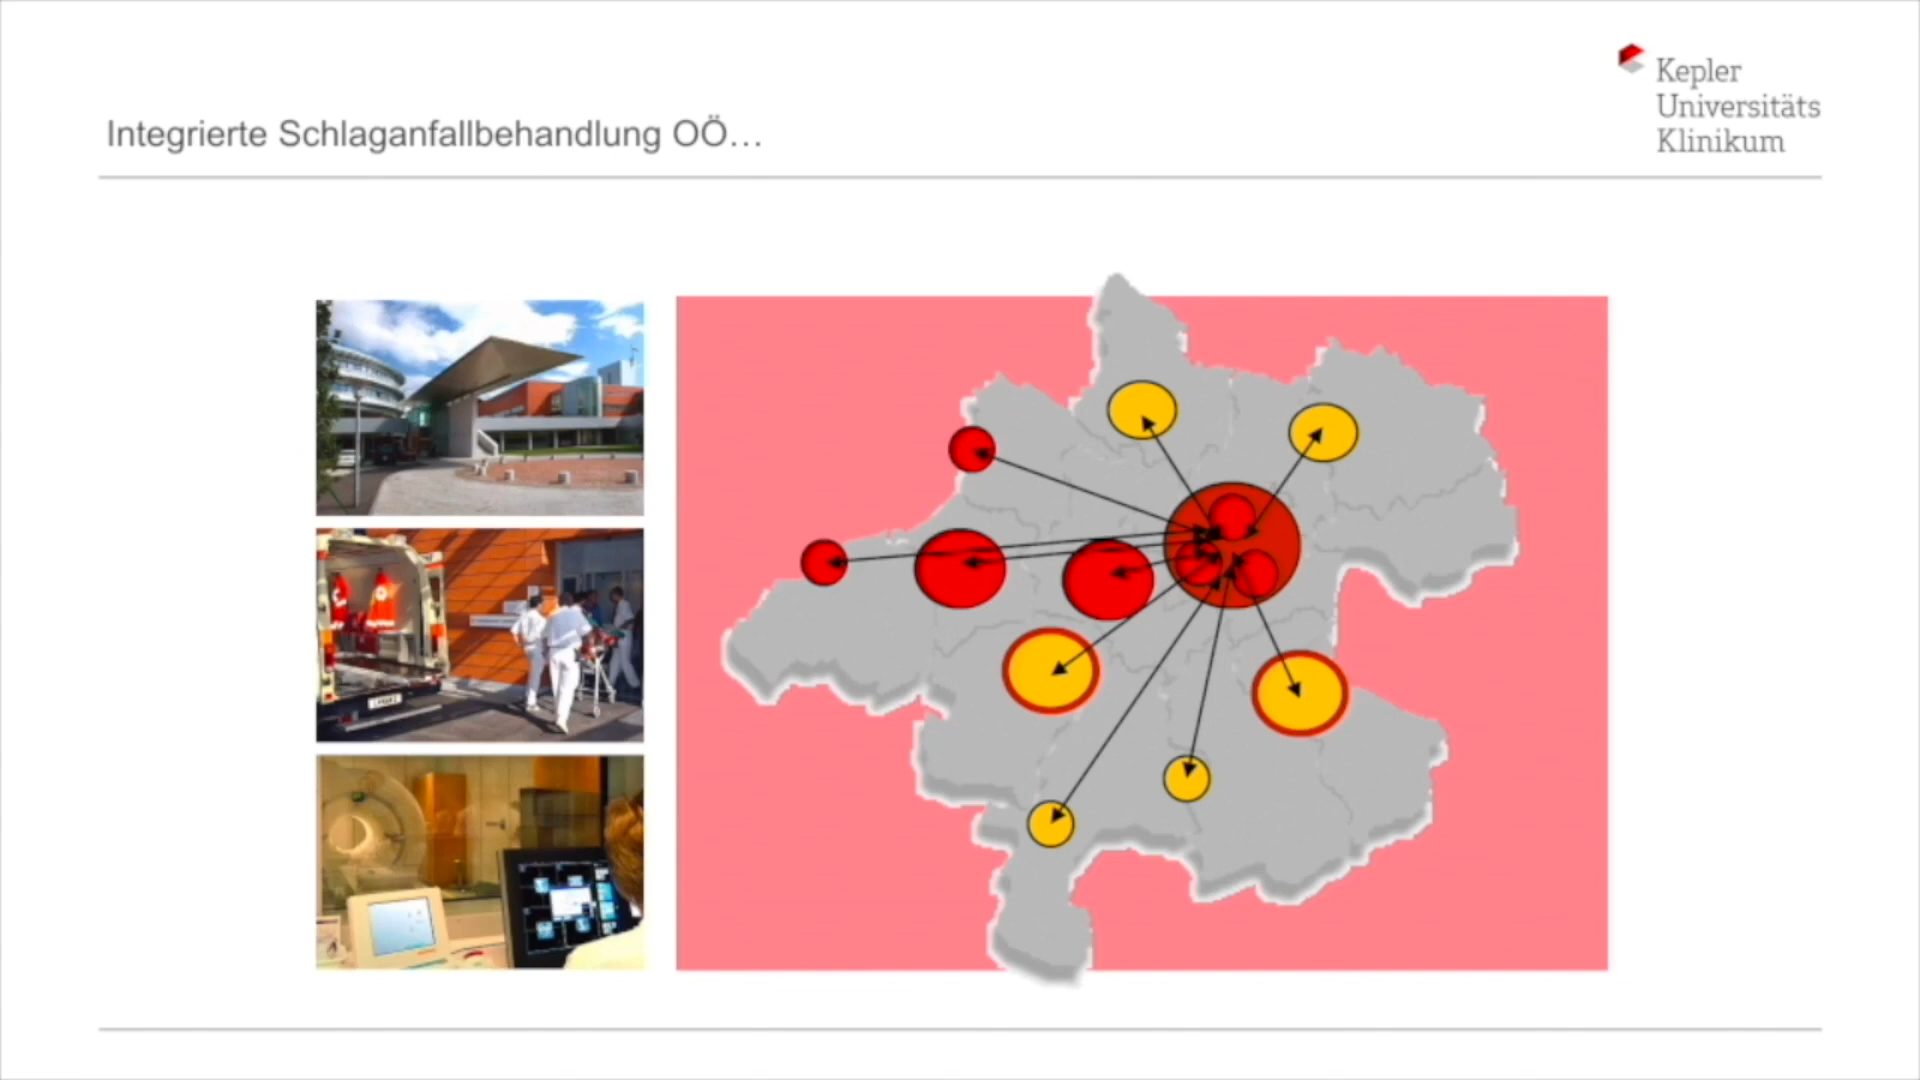 Kepler
Universitäts
Klinikum
Integrierte Schlaganfallbehandlung OÖ…